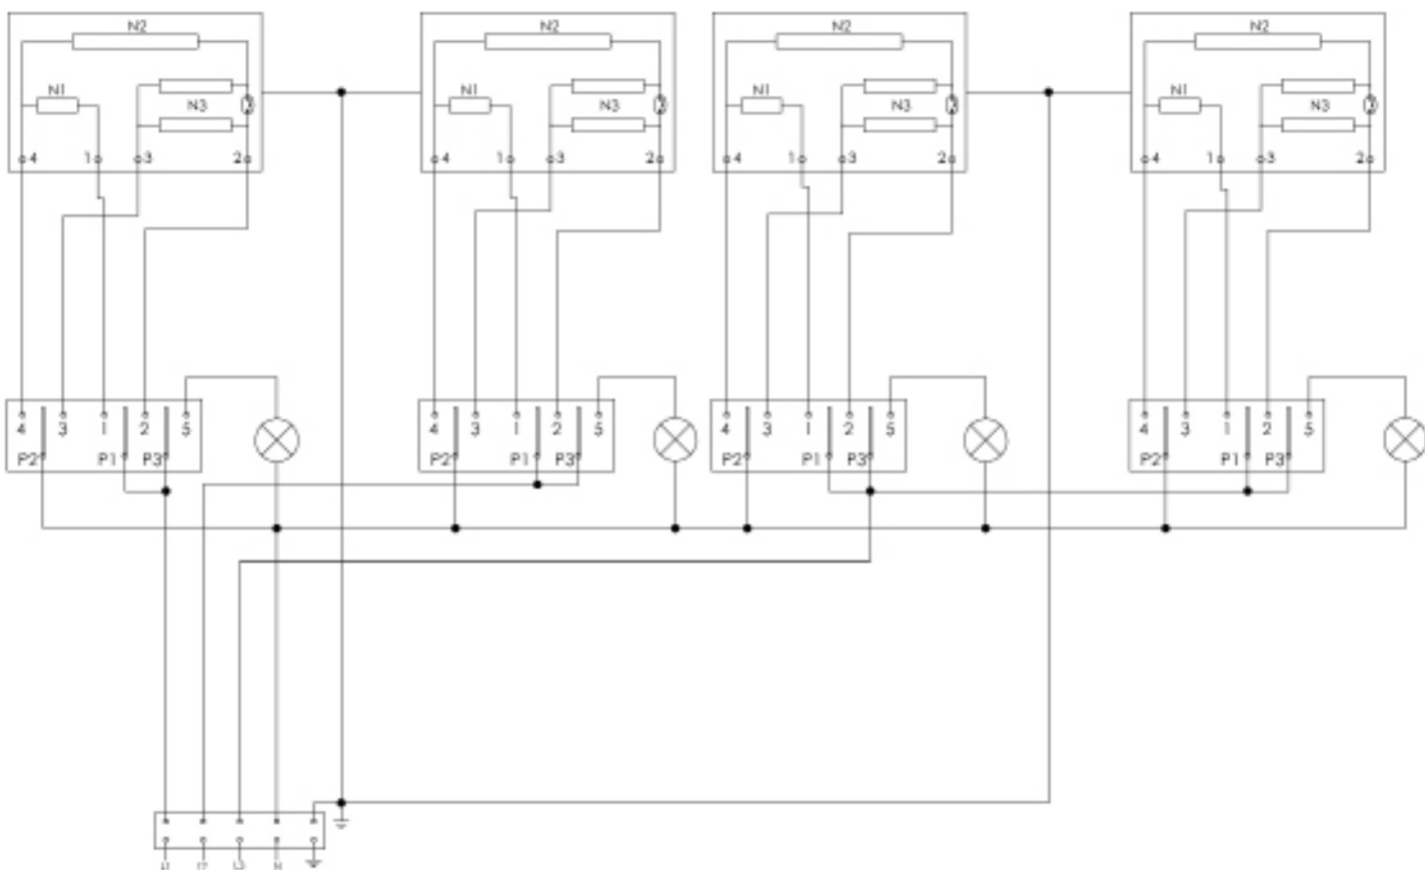 N2 N2 N2 N2
N1 N1 N1 N1
N3 N3 N3 N3
4 1 3 2 4 1 3 2 4 1 3 2 4 1 3 2
4 3 1 2 5 4 3 1 2 5 4 3 1 2 5 4 3 1 2 5
P2 P1 P3 P2 P1 P3 P2 P1 P3 P2 P1 P3